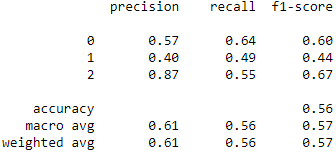 precision recall f1-score
0 0.57 0.64 0.60
1 0.40 0.49 0.44
2 0.87 0.55 0.67
accuracy 0.56
macro avg 0.61 0.56 0.57
weighted avg 0.61 0.56 0.57